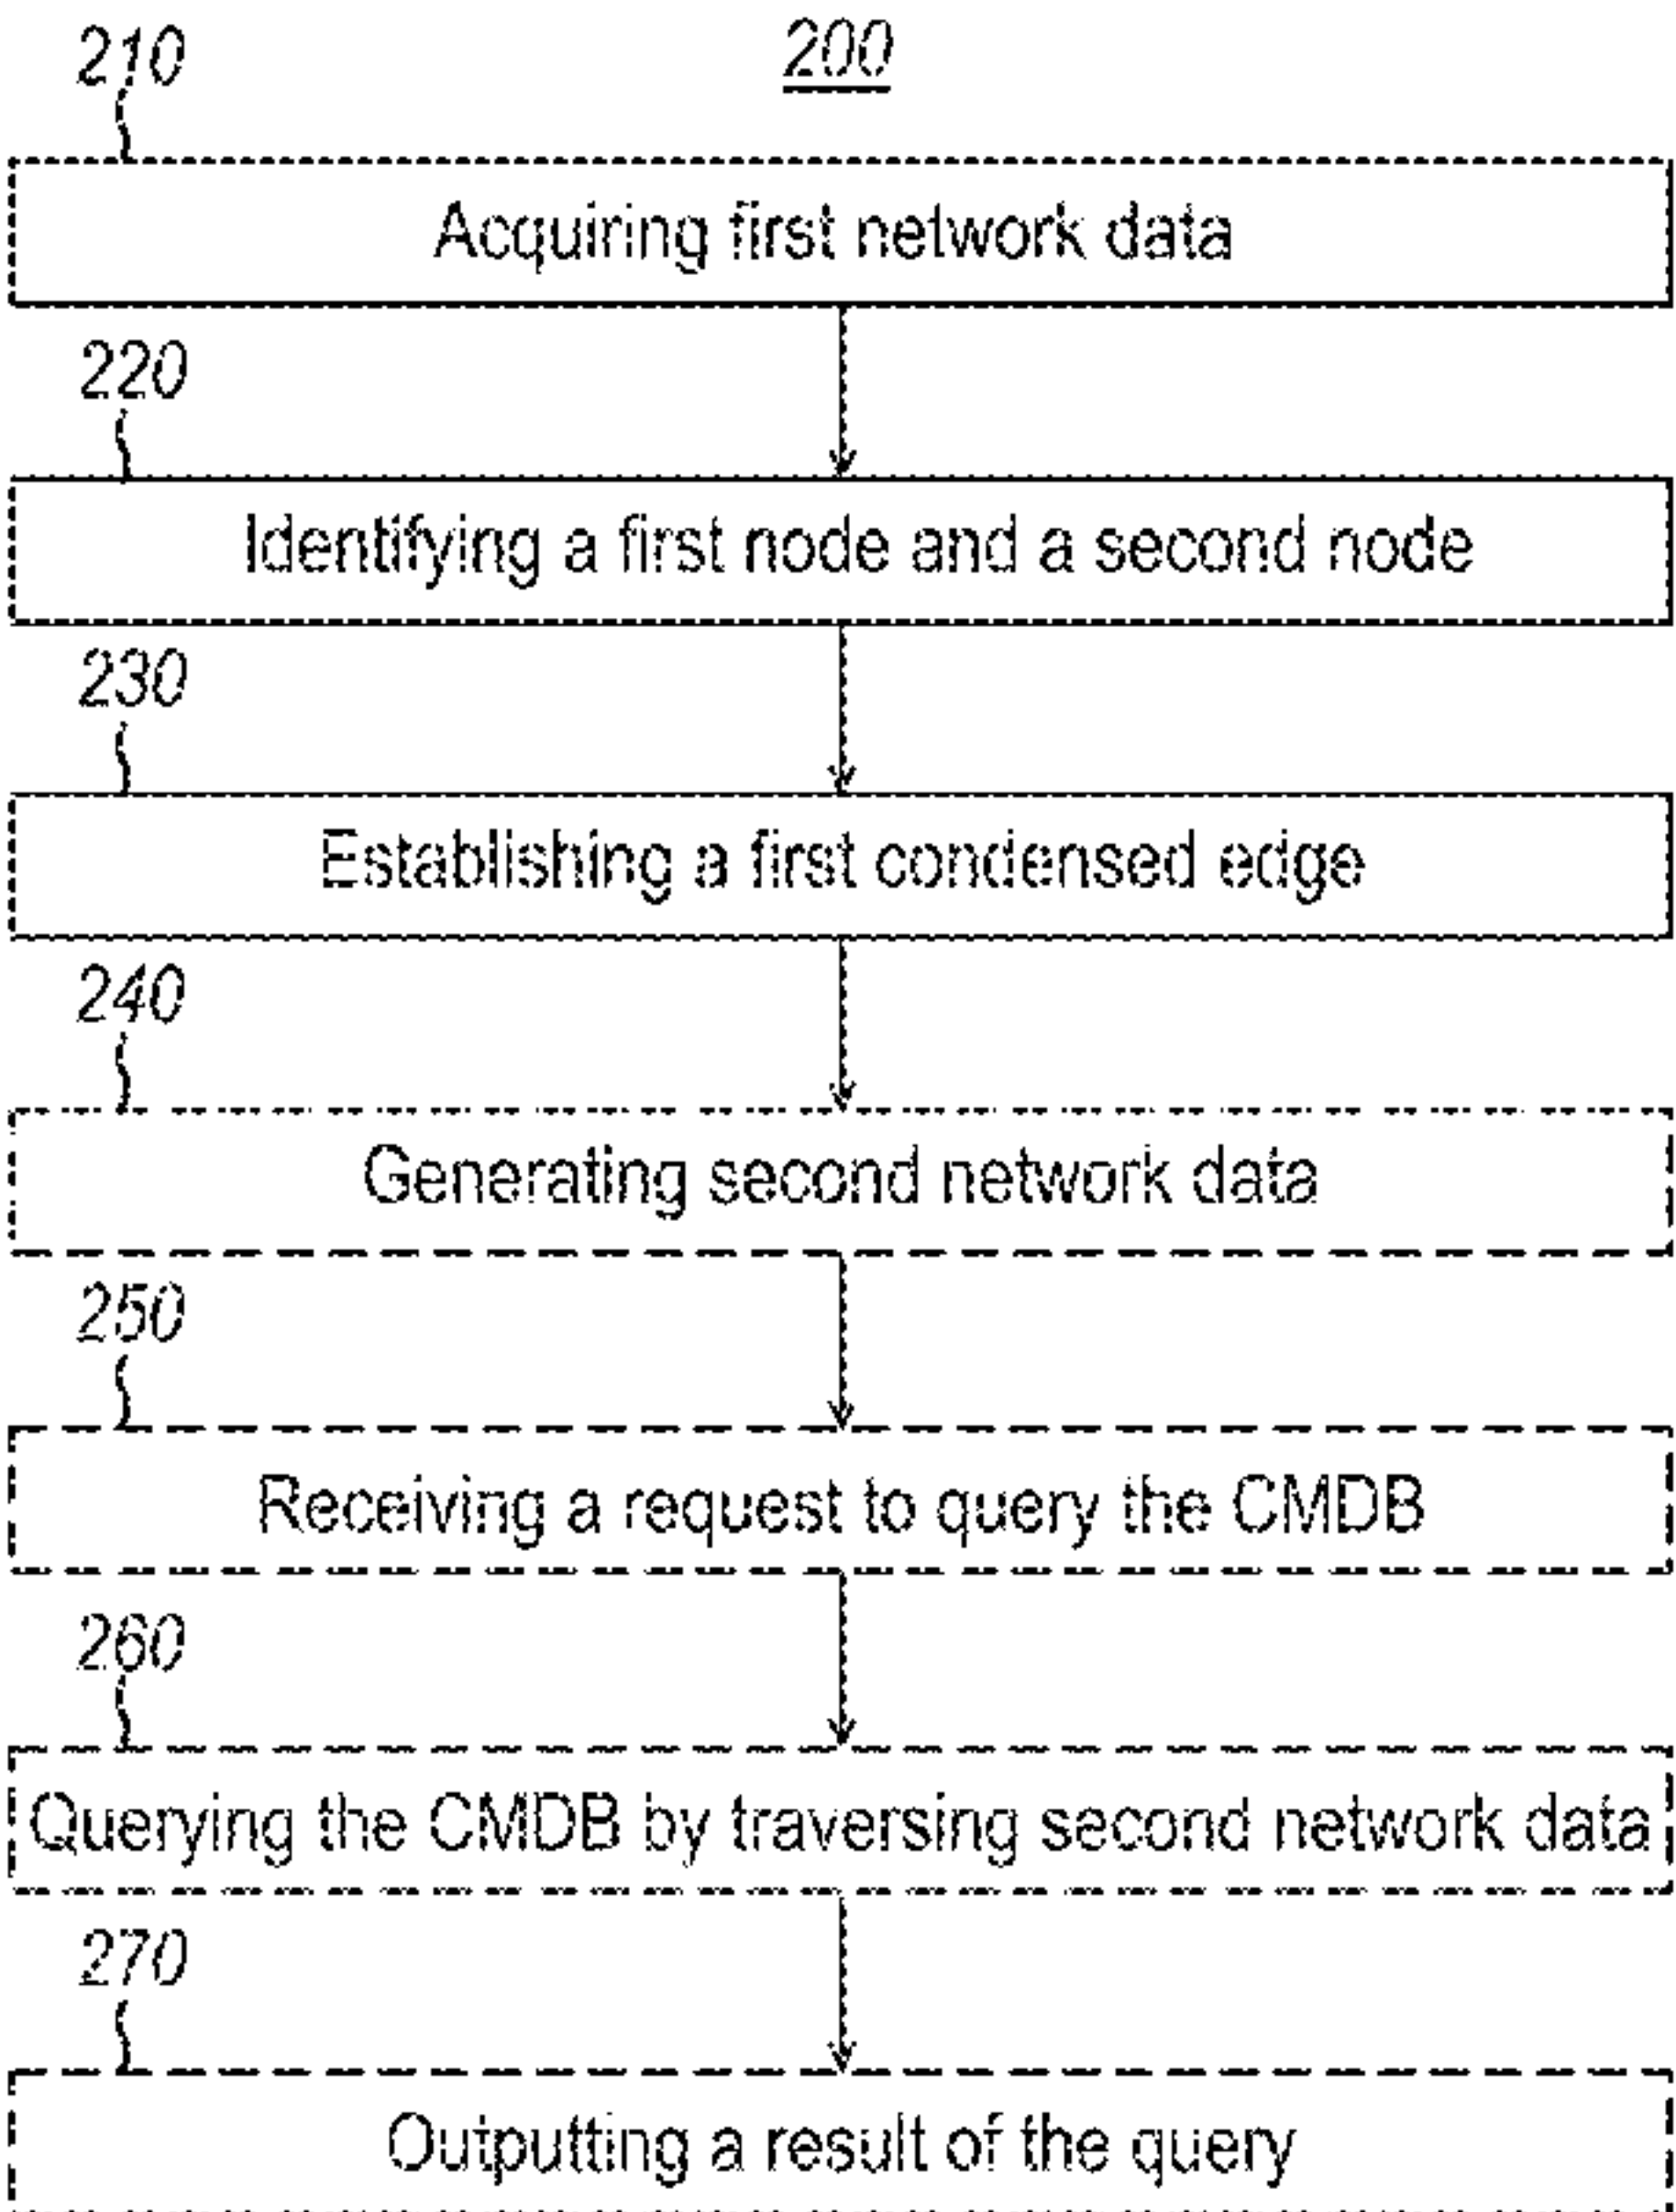 210
200
Acquiring first network data
220
Identifying a first node and a second node
230
Establishing a first condensed edge
240
Generating second network data
250
Receiving a request to query the CMDB
260
Querying the CMDB by traversing second network data
270
Outputting a result of the query